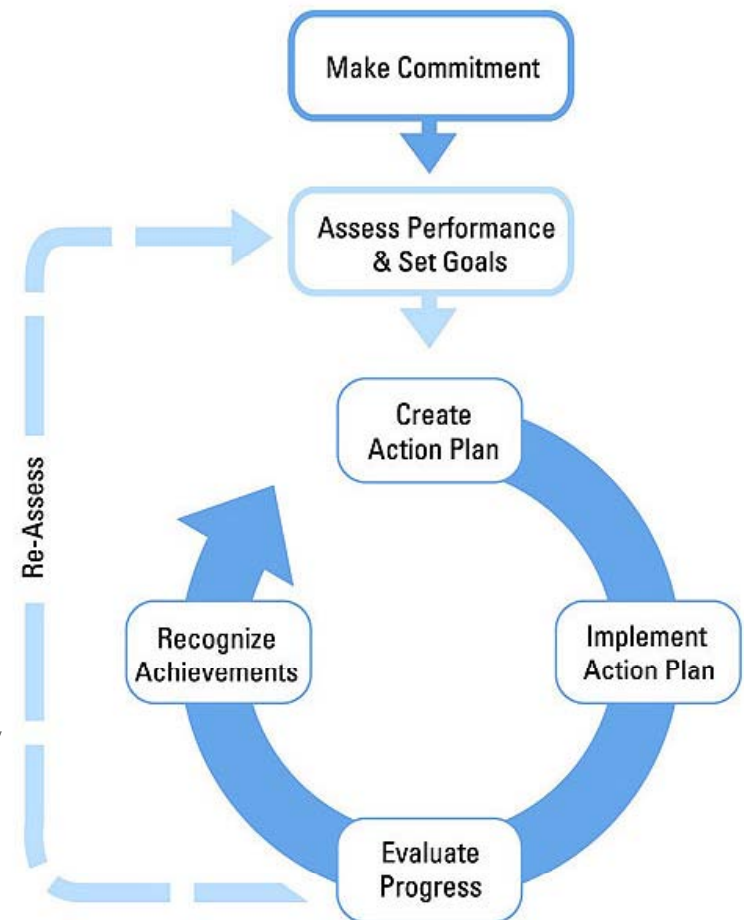 Make Commitment
Assess Performance
& Set Goals
Create
Action Plan
Implement
Action Plan
Evaluate
Progress
Recognize
Achievements
Re-Assess